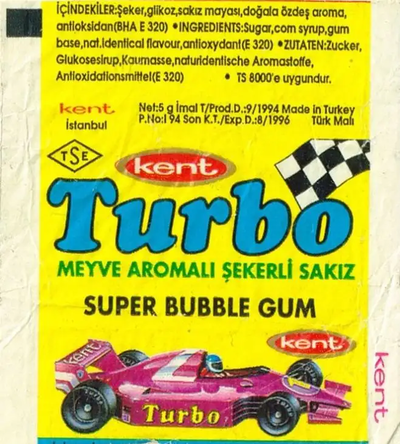 İÇİNDEKİLER:Şeker,glikoz,sakız mayası,doğala özdeş aroma,
antioksidan(BHA E 320) •INGREDIENTS:Sugar,corn syrup,gum
base,nat.Identical flavour,antioxydant(E 320) •ZUTATEN:Zucker,
Glukosesirup,Kaumasse,naturidentische Aromastoffe,
Antioxidationsmittel(E 320) • TS 8000'e uygundur.
kent
İstanbul
Net:5 g İmal T/Prod.D.:9/1994 Made in Turkey
P.No:I 94 Son K.T./Exp D.:8/1996 Türk Malı
TSE
kent
Turbo
MEYVE AROMALI ŞEKERLİ SAKIZ
SUPER BUBBLE GUM
kent
kent
kent
Turbo
kent